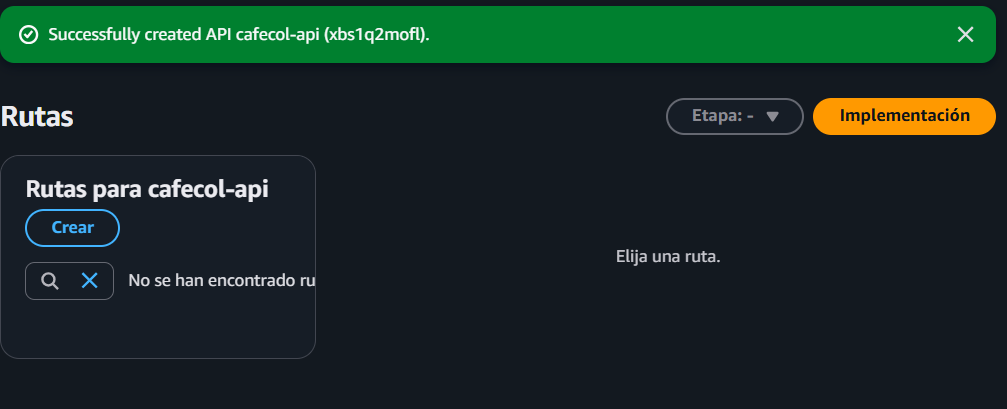 Successfully created API cafecol-api (xbs1q2mofl).
Rutas
Etapa: -
Implementación
Rutas para cafecol-api
Crear
No se han encontrado ru
Elija una ruta.